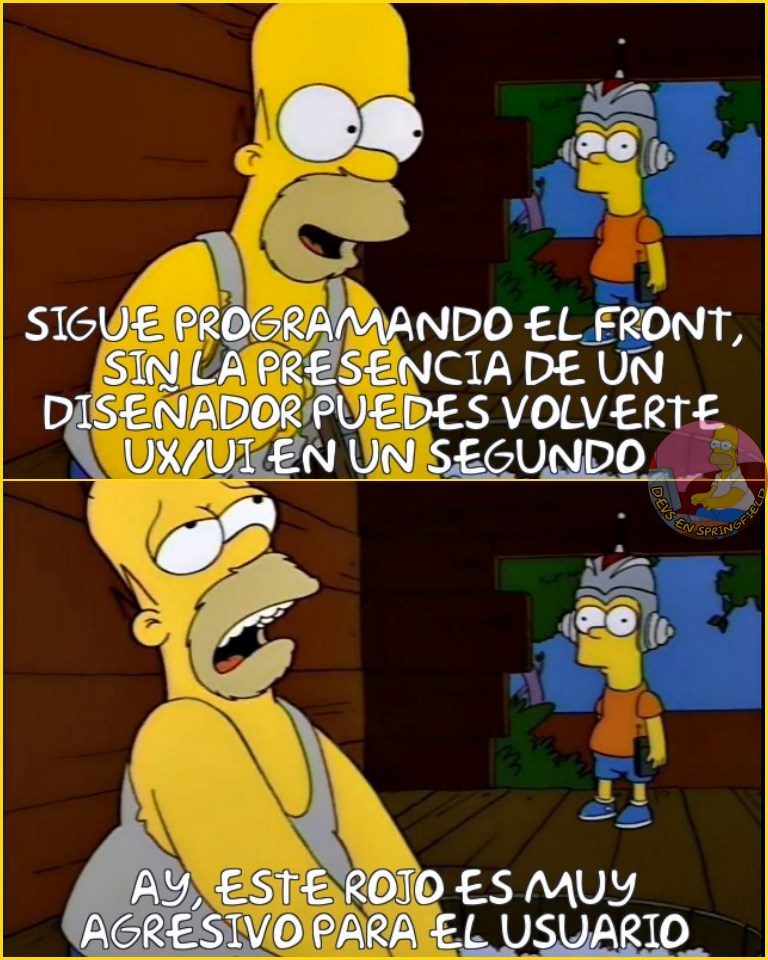 SIGUE PROGRAMANDO EL FRONT,
SIN LA PRESENCIA DE UN
DISEÑADOR PUEDES VOLVERTE
UX/UI EN UN SEGUNDO
DEVS EN SPRINGFIELD
AY, ESTE ROJO ES MUY
AGRESIVO PARA EL USUARIO